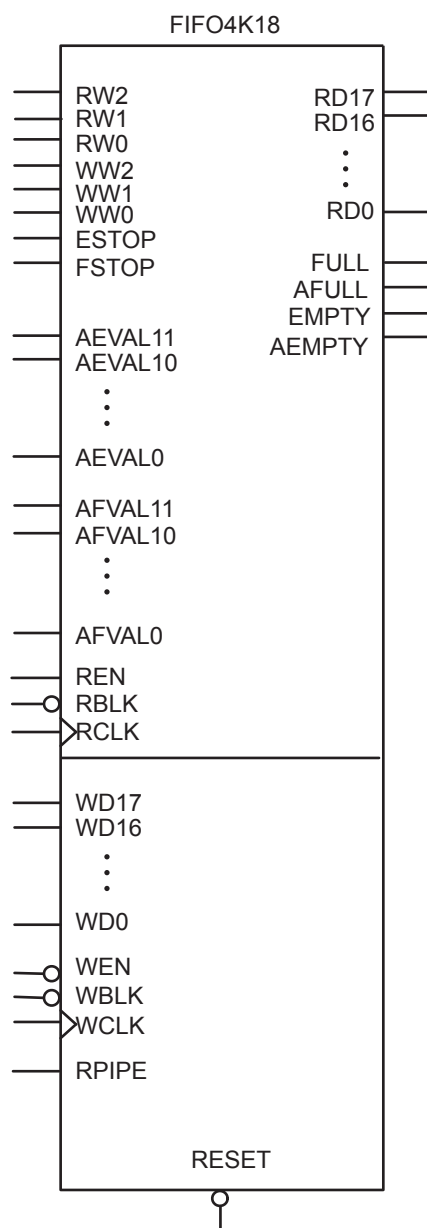 FIFO4K18
RW2
RW1
RW0
WW2
WW1
WW0
ESTOP
FSTOP
AEVAL11
AEVAL10
AEVAL0
AFVAL11
AFVAL10
AFVAL0
REN
RBLK
RCLK
RD17
RD16
RD0
FULL
AFULL
EMPTY
AEMPTY
WD17
WD16
WD0
WEN
WBLK
WCLK
RPIPE
RESET